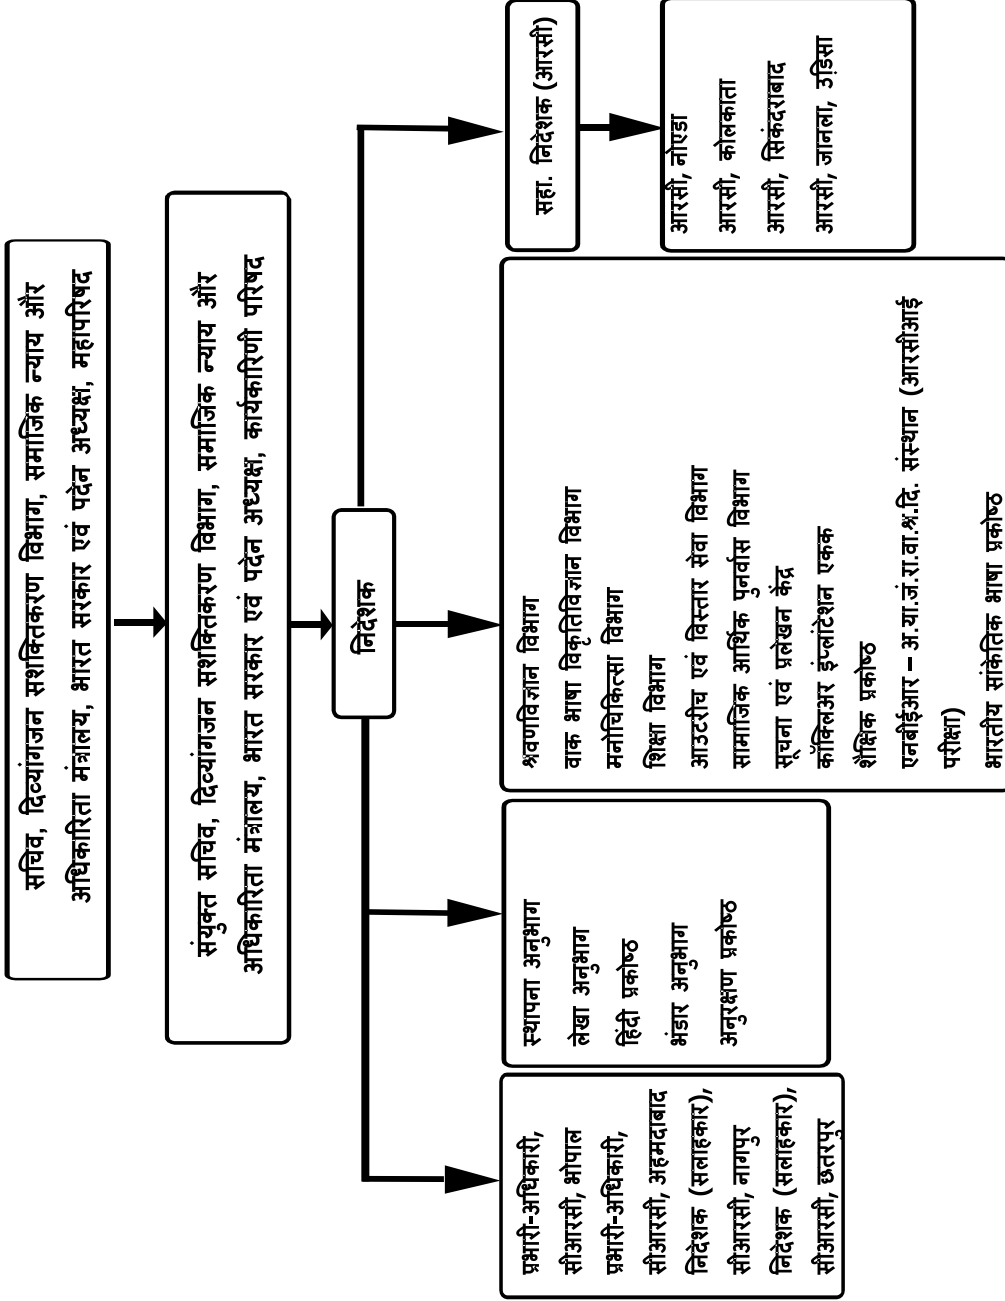 सचिव, दिव्यांगजन सशक्तिकरण विभाग, समाजिक न्याय और
अधिकारिता मंत्रालय, भारत सरकार एवं पदेन अध्यक्ष, महापरिषद
संयुक्त सचिव, दिव्यांगजन सशक्तिकरण विभाग, समाजिक न्याय और
अधिकारिता मंत्रालय, भारत सरकार एवं पदेन अध्यक्ष, कार्यकारिणी परिषद
निदेशक
प्रभारी-अधिकारी,
सीआरसी, भोपाल
प्रभारी-अधिकारी,
सीआरसी, अहमदाबाद
निदेशक (सलाहकार),
सीआरसी, नागपुर
निदेशक (सलाहकार),
सीआरसी, छतरपुर
स्थापना अनुभाग
लेखा अनुभाग
हिंदी प्रकोष्ठ
भंडार अनुभाग
अनुरक्षण प्रकोष्ठ
श्रवणविज्ञान विभाग
वाक भाषा विकृतिविज्ञान विभाग
मनोचिकित्सा विभाग
शिक्षा विभाग
आउटरीच एवं विस्तार सेवा विभाग
सामाजिक आर्थिक पुनर्वास विभाग
सूचना एवं प्रलेखन केंद्र
कॉक्लिअर इंप्लांटेशन एकक
शैक्षिक प्रकोष्ठ
एनबीईआर – अ.या.जं.रा.वा.श्र.दि. संस्थान (आरसीआई
परीक्षा)
भारतीय सांकेतिक भाषा प्रकोष्ठ
सहा. निदेशक (आरसी)
आरसी, नोएडा
आरसी, कोलकाता
आरसी, सिकंदराबाद
आरसी, जानला, उड़िसा